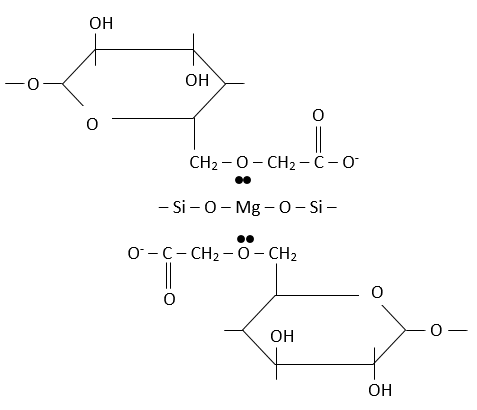 OH
OH
– O –
O
O
CH₂ – O – CH₂ – C – O⁻
– Si – O – Mg – O – Si –
O⁻ – C – CH₂ – O – CH₂
O
O
OH
– O –
OH